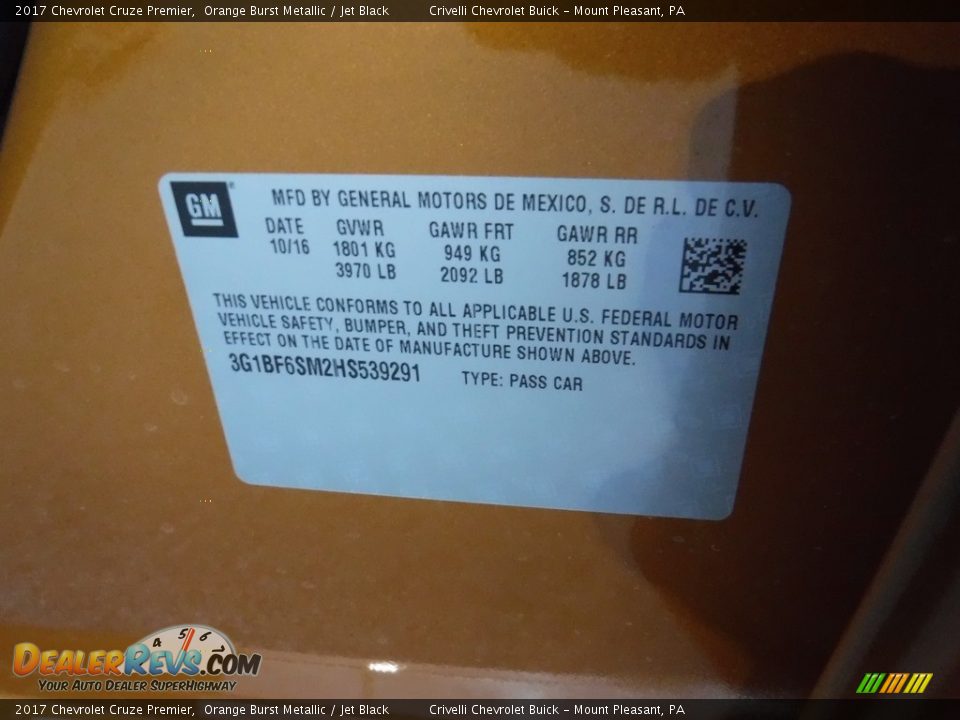 2017 Chevrolet Cruze Premier,  Orange Burst Metallic / Jet Black          Crivelli Chevrolet Buick – Mount Pleasant, PA
GM
MFD BY GENERAL MOTORS DE MEXICO, S. DE R.L. DE C.V.
DATE GVWR GAWR FRT GAWR RR
10/16 1801 KG 949 KG 852 KG
3970 LB 2092 LB 1878 LB
THIS VEHICLE CONFORMS TO ALL APPLICABLE U.S. FEDERAL MOTOR
VEHICLE SAFETY, BUMPER, AND THEFT PREVENTION STANDARDS IN
EFFECT ON THE DATE OF MANUFACTURE SHOWN ABOVE.
3G1BF6SM2HS539291 TYPE: PASS CAR
4 5 6
DEALERREVS.COM
YOUR AUTO DEALER SUPERHIGHWAY
2017 Chevrolet Cruze Premier,  Orange Burst Metallic / Jet Black          Crivelli Chevrolet Buick – Mount Pleasant, PA